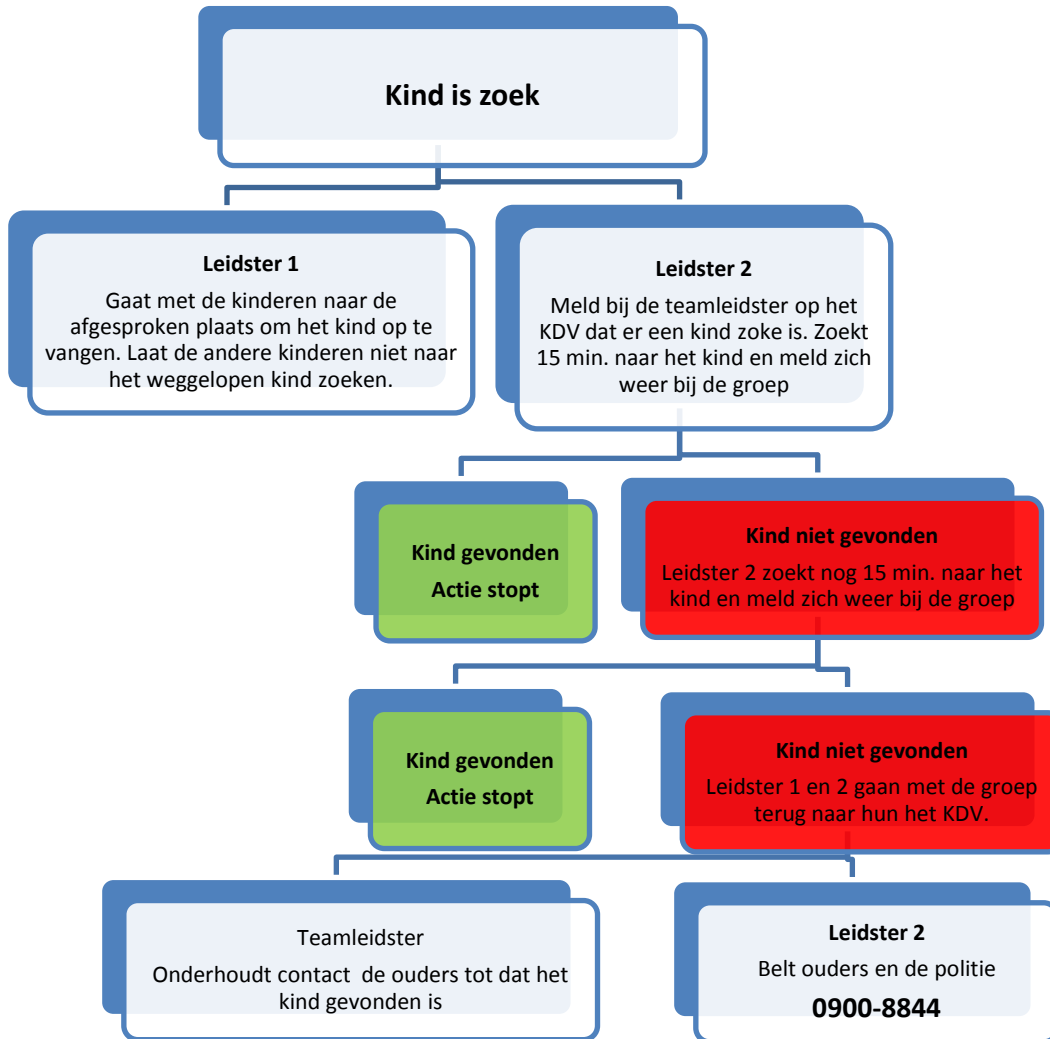 Kind is zoek
Leidster 1
Gaat met de kinderen naar de
afgesproken plaats om het kind op te
vangen. Laat de andere kinderen niet naar
het weggelopen kind zoeken.
Leidster 2
Meld bij de teamleidster op het
KDV dat er een kind zoke is. Zoekt
15 min. naar het kind en meld zich
weer bij de groep
Kind gevonden
Actie stopt
Kind niet gevonden
Leidster 2 zoekt nog 15 min. naar het
kind en meld zich weer bij de groep
Kind gevonden
Actie stopt
Kind niet gevonden
Leidster 1 en 2 gaan met de groep
terug naar hun het KDV.
Teamleidster
Onderhoudt contact  de ouders tot dat het
kind gevonden is
Leidster 2
Belt ouders en de politie
0900-8844